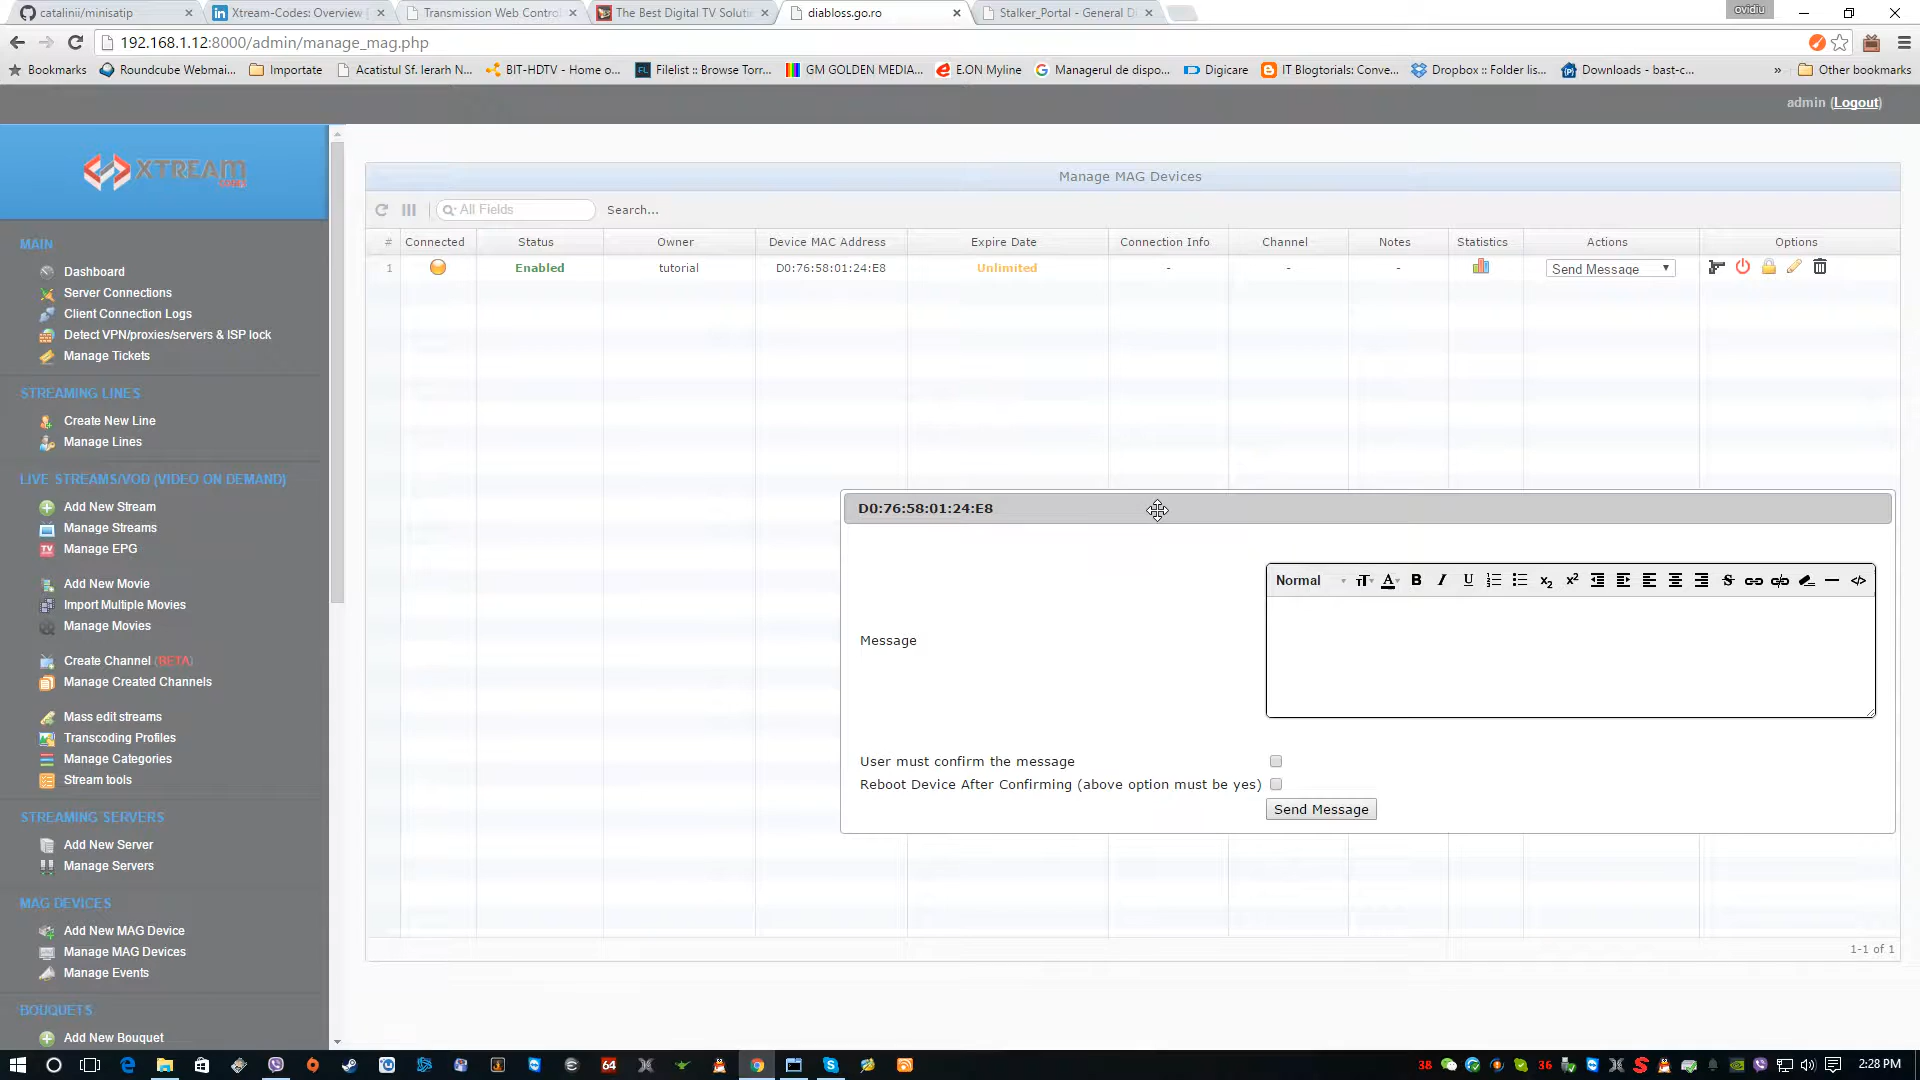 catalinii/minisatip
Xtream-Codes: Overview
Transmission Web Contro
The Best Digital TV Soluti
diabloss.go.ro
Stalker_Portal - General D
ovidiu
192.168.1.12:8000/admin/manage_mag.php
Bookmarks
Roundcube Webmai...
Importate
Acatistul Sf. Ierarh N...
BIT-HDTV - Home o...
Filelist :: Browse Torr...
GM GOLDEN MEDIA...
E.ON Myline
Managerul de dispo...
Digicare
IT Blogtorials: Conve...
Dropbox :: Folder lis...
Downloads - bast-c...
»
Other bookmarks
admin (Logout)
XTREAM
CODES
Manage MAG Devices
All Fields
Search...
# Connected Status Owner Device MAC Address Expire Date Connection Info Channel Notes Statistics Actions Options
1 Enabled tutorial D0:76:58:01:24:E8 Unlimited - - - Send Message
MAIN
Dashboard
Server Connections
Client Connection Logs
Detect VPN/proxies/servers & ISP lock
Manage Tickets
STREAMING LINES
Create New Line
Manage Lines
LIVE STREAMS/VOD (VIDEO ON DEMAND)
Add New Stream
Manage Streams
Manage EPG
Add New Movie
Import Multiple Movies
Manage Movies
Create Channel (BETA)
Manage Created Channels
Mass edit streams
Transcoding Profiles
Manage Categories
Stream tools
STREAMING SERVERS
Add New Server
Manage Servers
MAG DEVICES
Add New MAG Device
Manage MAG Devices
Manage Events
BOUQUETS
Add New Bouquet
D0:76:58:01:24:E8
Normal
Message
User must confirm the message
Reboot Device After Confirming (above option must be yes)
Send Message
1-1 of 1
64
38
36
2:28 PM